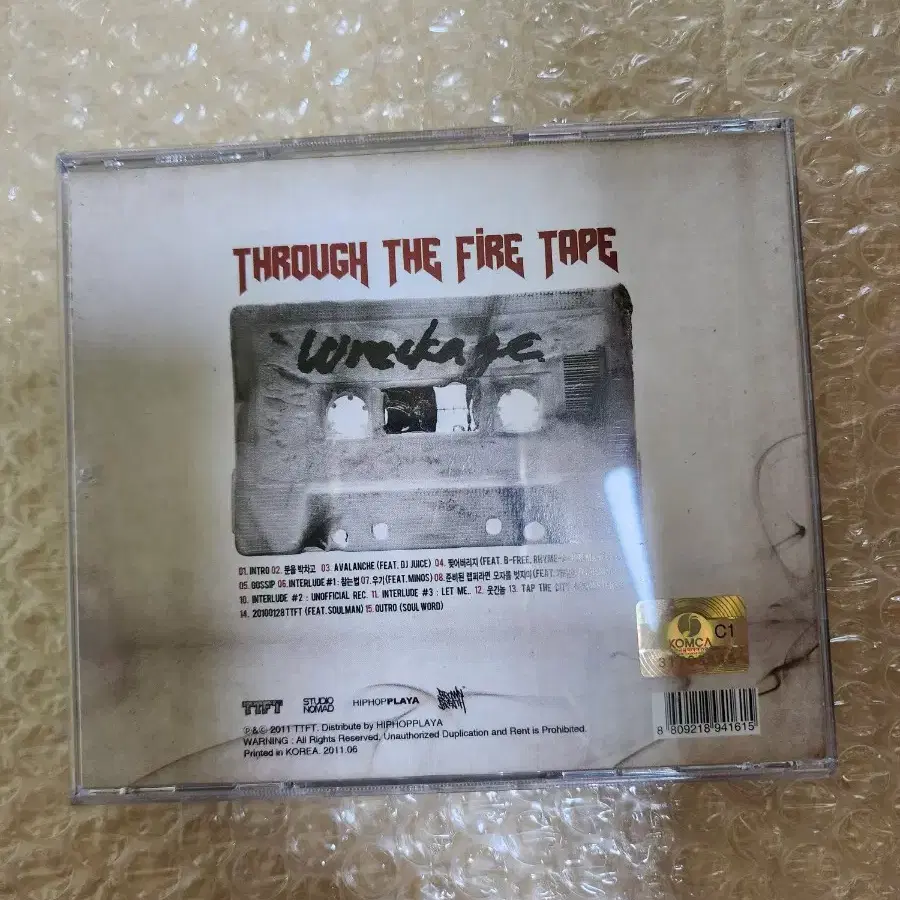 THROUGH THE FIRE TAPE
Wreckage
01. INTRO 02. 문을 박차고 03. AVALANCHE (FEAT. DJ JUICE) 04. 찢어버리지 (FEAT. B-FREE, RHYME-
05. GOSSIP 06. INTERLUDE #1 : 참는법 07. 우기 (FEAT. MINOS) 08. 준비된 랩퍼라면 모자를 벗지마 (FEAT.
10. INTERLUDE #2 : UNOFFICIAL REC. 11. INTERLUDE #3 : LET ME.. 12. 웃긴놈 13. TAP THE
14. 20100128TTFT (FEAT.SOULMAN) 15. OUTRO (SOUL WORD)
KOMCA C1
TTFT STUDIO NOMAD HIPHOPPLAYA
8 809218 941615
℗&© 2011 TTFT. Distribute by HIPHOPPLAYA
WARNING : All Rights Reserved, Unauthorized Duplication and Rent is Prohibited.
Printed in KOREA. 2011.06